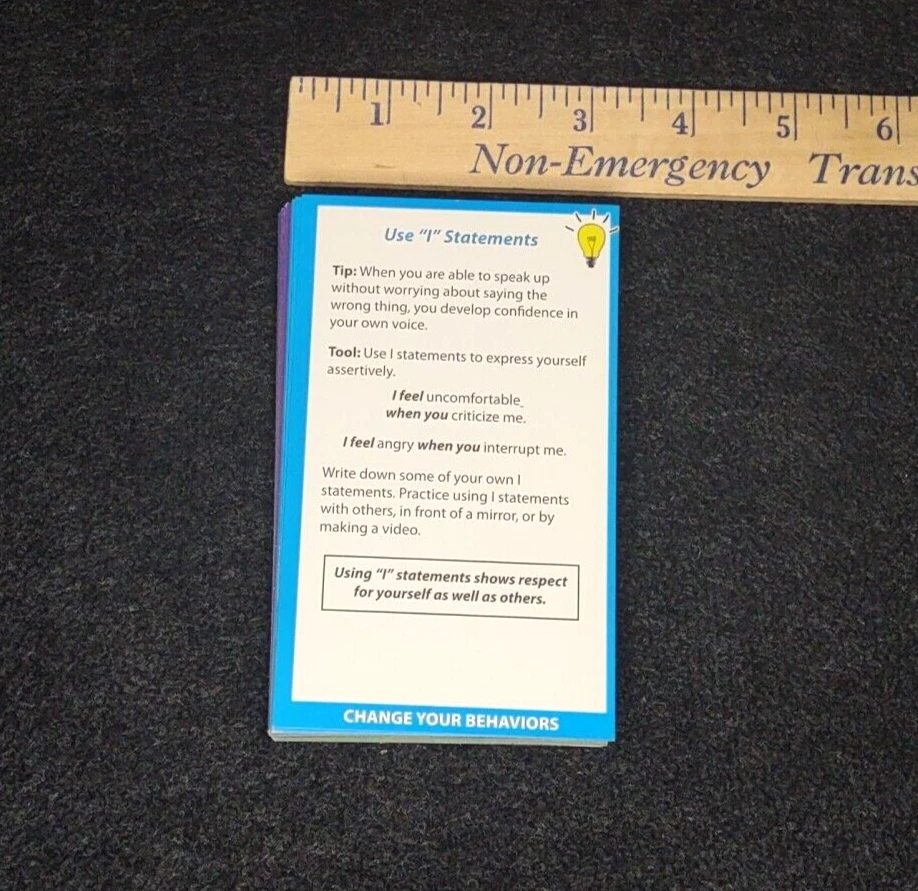 1 2 3 4 5 6
Non-Emergency Trans
Use "I" Statements
Tip: When you are able to speak up
without worrying about saying the
wrong thing, you develop confidence in
your own voice.
Tool: Use I statements to express yourself
assertively.
I feel uncomfortable
when you criticize me.
I feel angry when you interrupt me.
Write down some of your own I
statements. Practice using I statements
with others, in front of a mirror, or by
making a video.
Using "I" statements shows respect
for yourself as well as others.
CHANGE YOUR BEHAVIORS